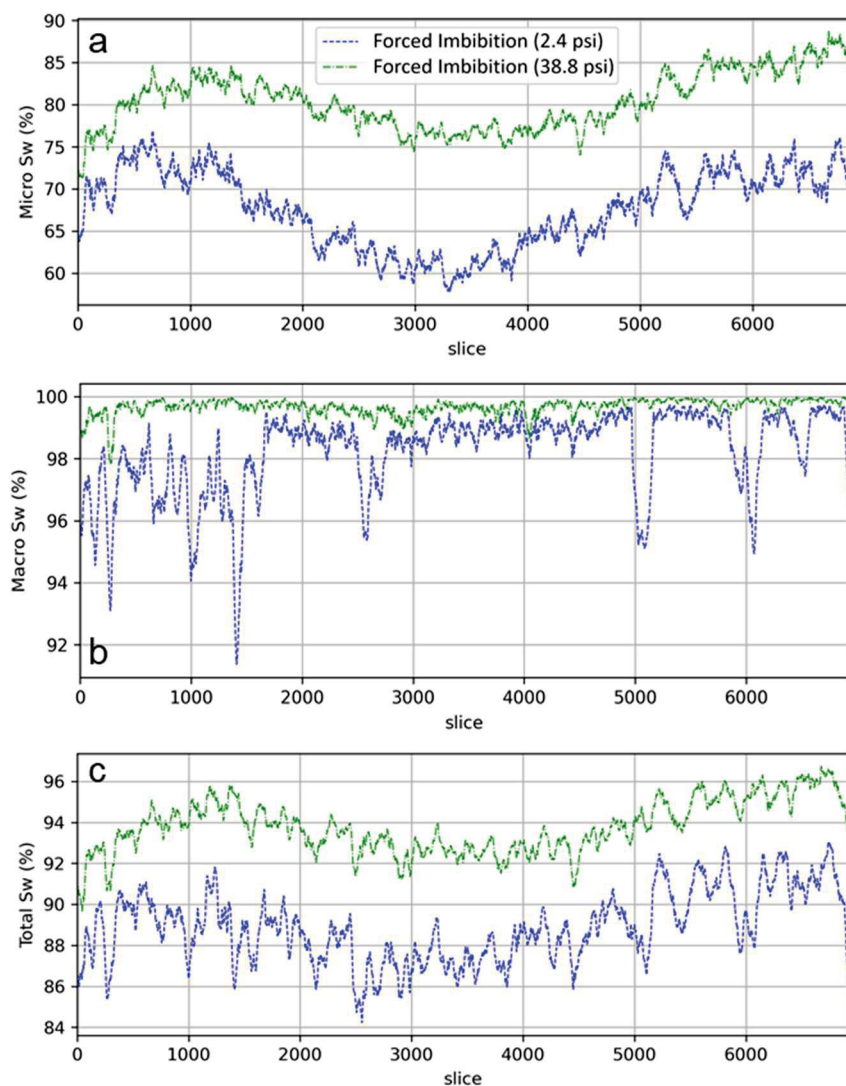 a
Forced Imbibition (2.4 psi)
Forced Imbibition (38.8 psi)
Micro Sw (%)
90
85
80
75
70
65
60
0 1000 2000 3000 4000 5000 6000
slice
b
Macro Sw (%)
100
98
96
94
92
0 1000 2000 3000 4000 5000 6000
slice
c
Total Sw (%)
96
94
92
90
88
86
84
0 1000 2000 3000 4000 5000 6000
slice